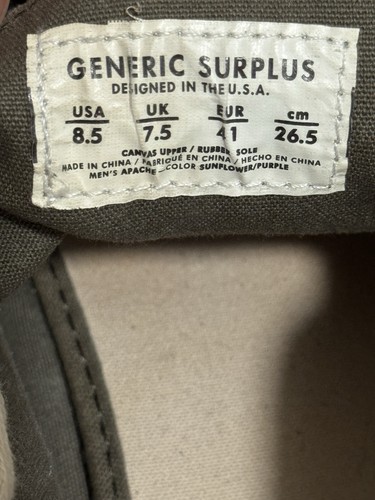 GENERIC SURPLUS
DESIGNED IN THE U.S.A.
USA UK EUR cm
8.5 7.5 41 26.5
CANVAS UPPER / RUBBER SOLE
MADE IN CHINA / FABRIQUÉ EN CHINA / HECHO EN CHINA
MEN'S APACHE - COLOR SUNFLOWER/PURPLE